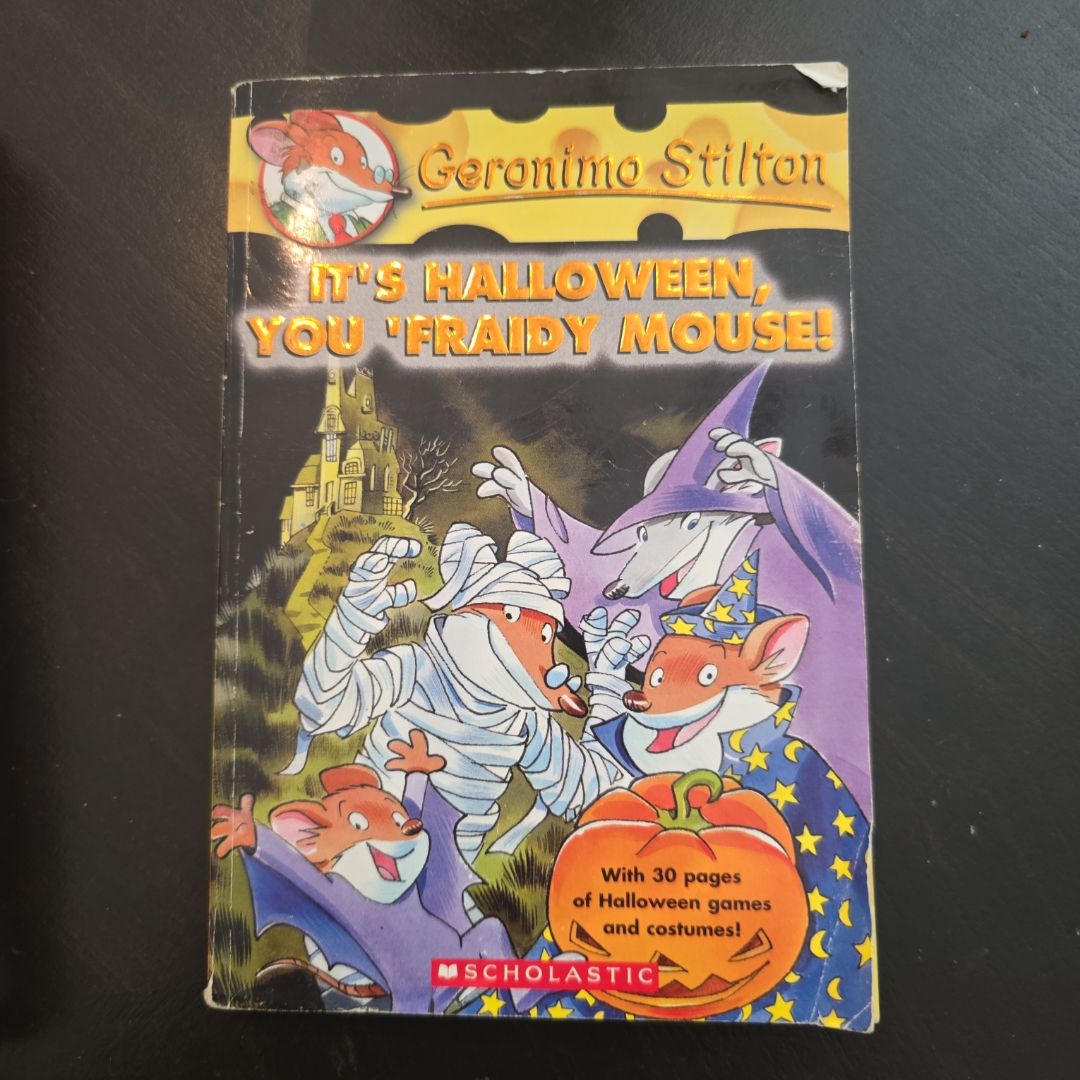 Geronimo Stilton
IT'S HALLOWEEN,
YOU 'FRAIDY MOUSE!
With 30 pages
of Halloween games
and costumes!
SCHOLASTIC